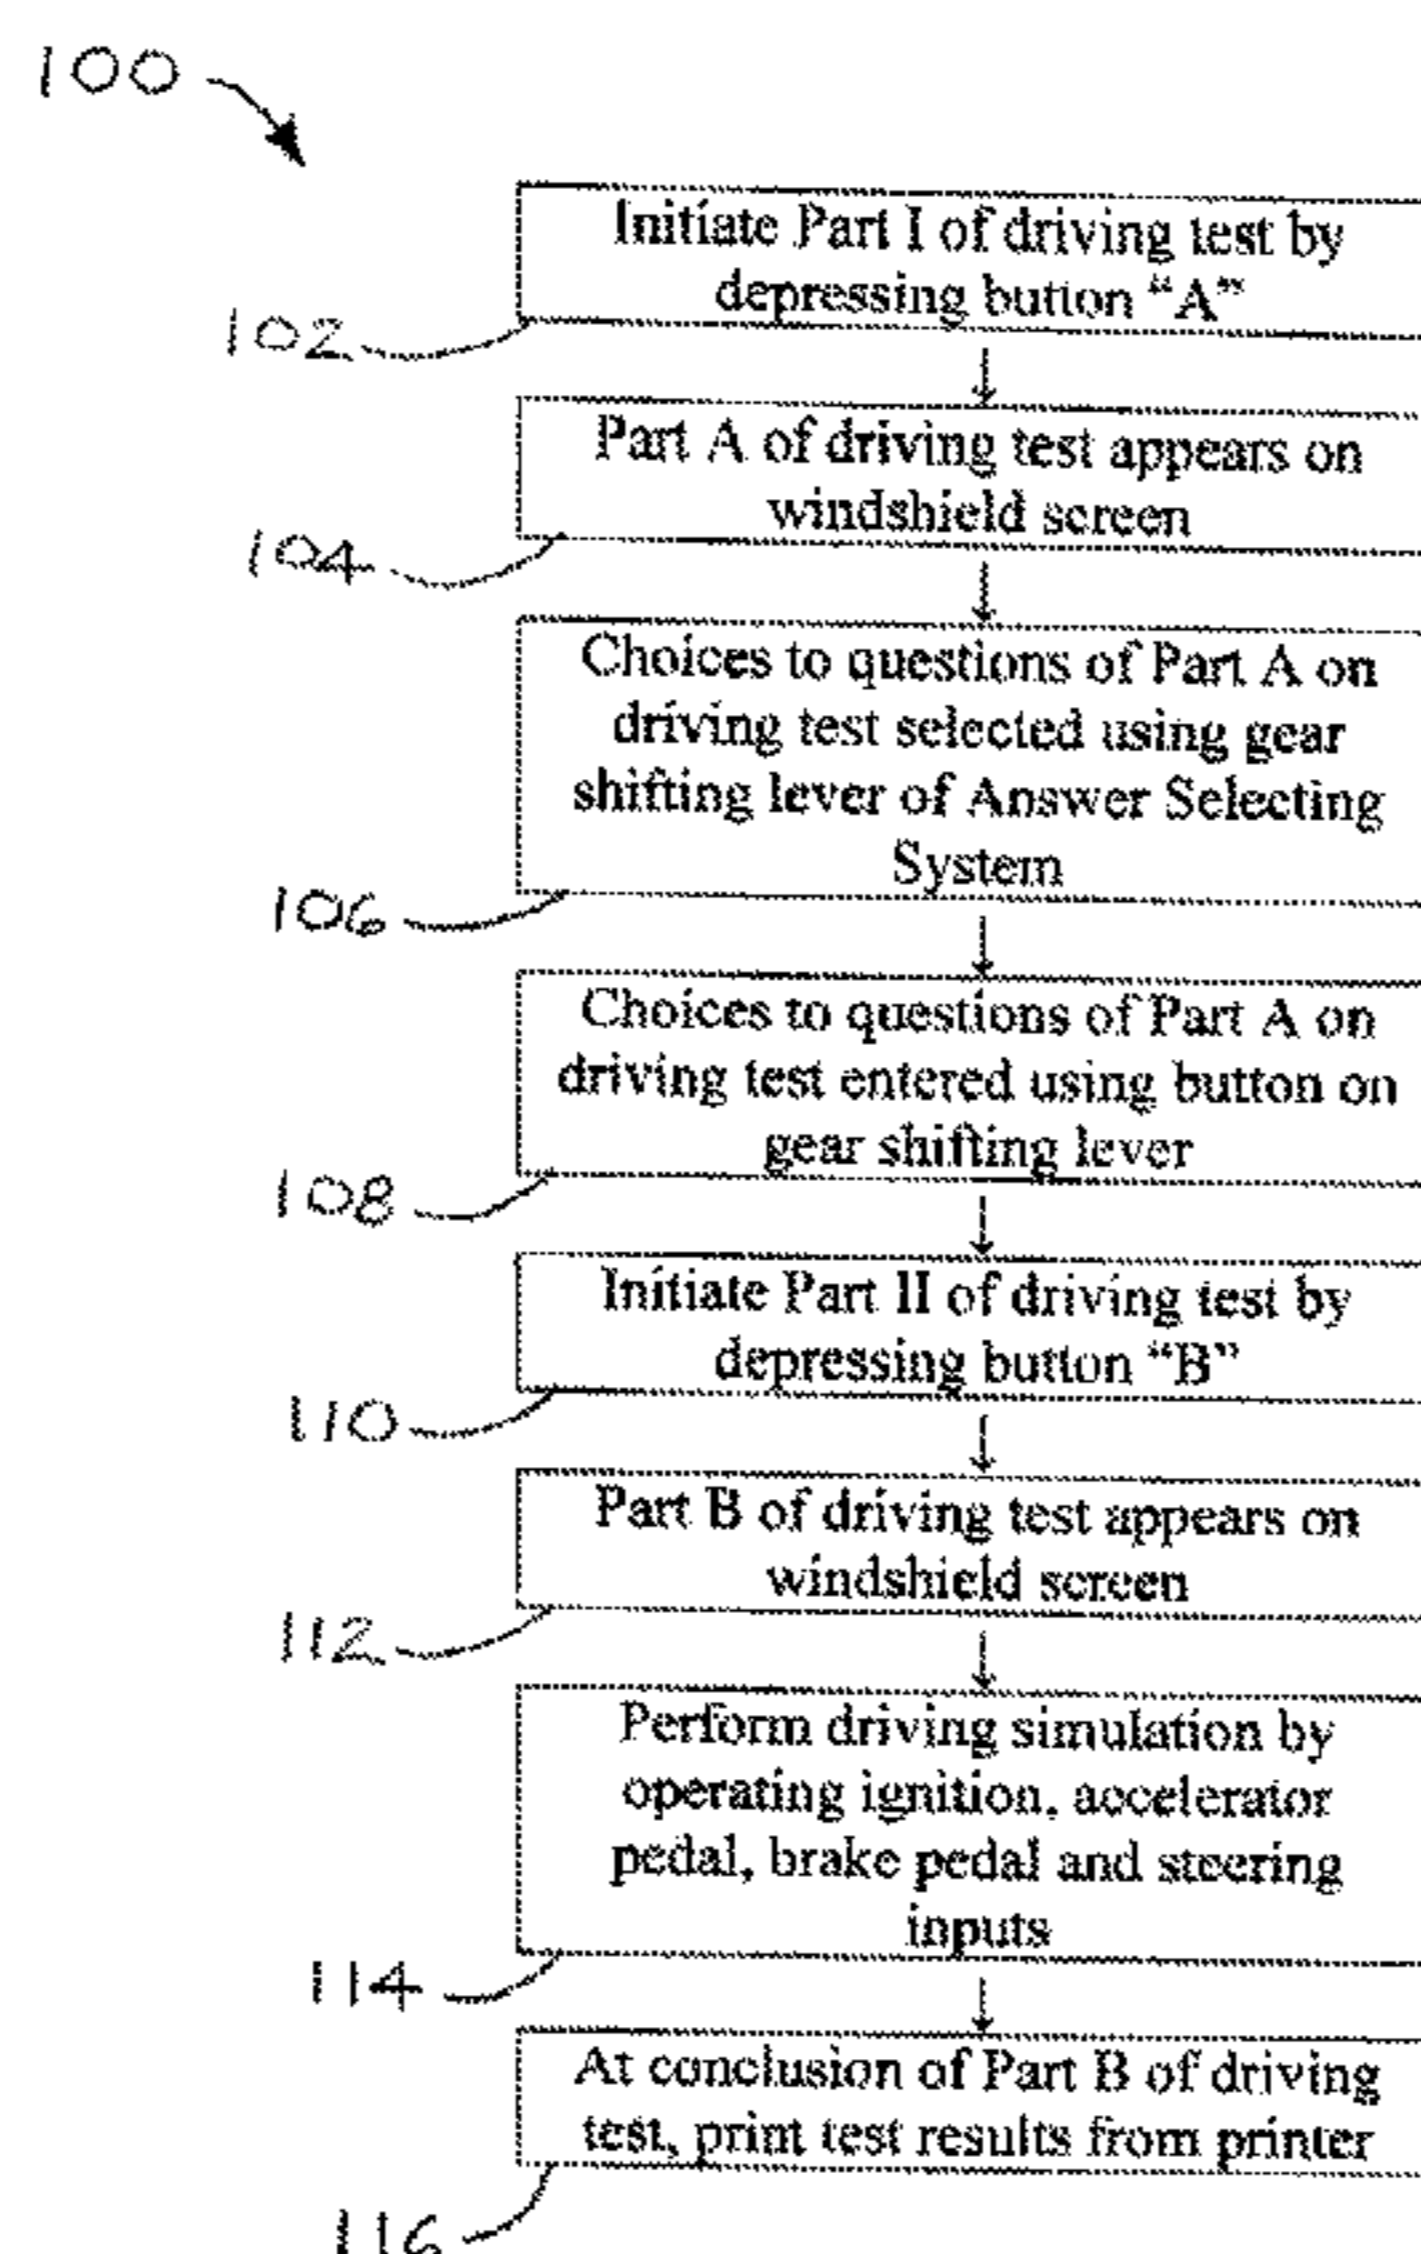 100
Initiate Part I of driving test by
depressing button “A”
102
Part A of driving test appears on
windshield screen
104
Choices to questions of Part A on
driving test selected using gear
shifting lever of Answer Selecting
System
106
Choices to questions of Part A on
driving test entered using button on
gear shifting lever
108
Initiate Part II of driving test by
depressing button “B”
110
Part B of driving test appears on
windshield screen
112
Perform driving simulation by
operating ignition, accelerator
pedal, brake pedal and steering
inputs
114
At conclusion of Part B of driving
test, print test results from printer
116